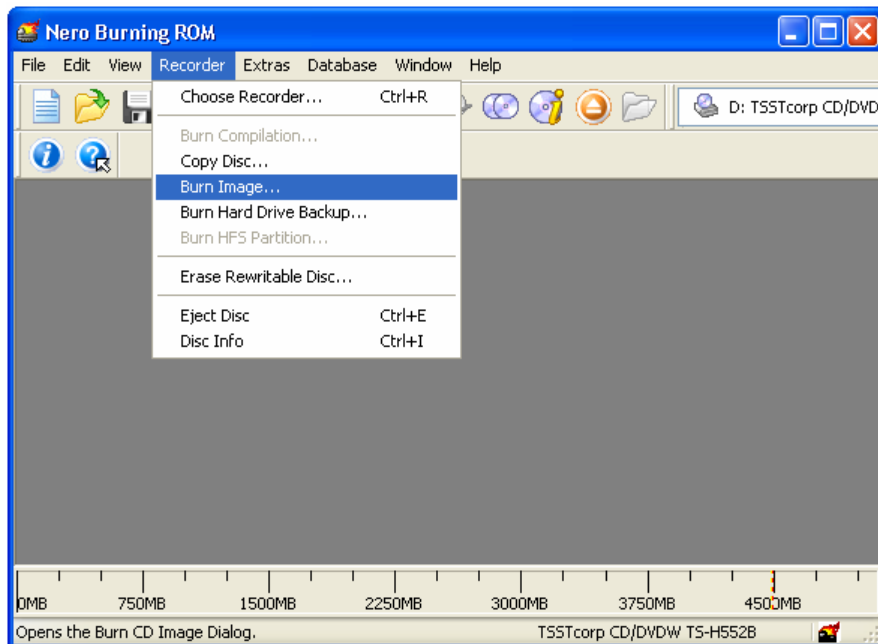 Nero Burning ROM
File Edit View Recorder Extras Database Window Help
Choose Recorder... Ctrl+R
D: TSSTcorp CD/DVD
Burn Compilation...
Copy Disc...
Burn Image...
Burn Hard Drive Backup...
Burn HFS Partition...
Erase Rewritable Disc...
Eject Disc Ctrl+E
Disc Info Ctrl+I
0MB 750MB 1500MB 2250MB 3000MB 3750MB 4500MB
Opens the Burn CD Image Dialog. TSSTcorp CD/DVDW TS-H552B